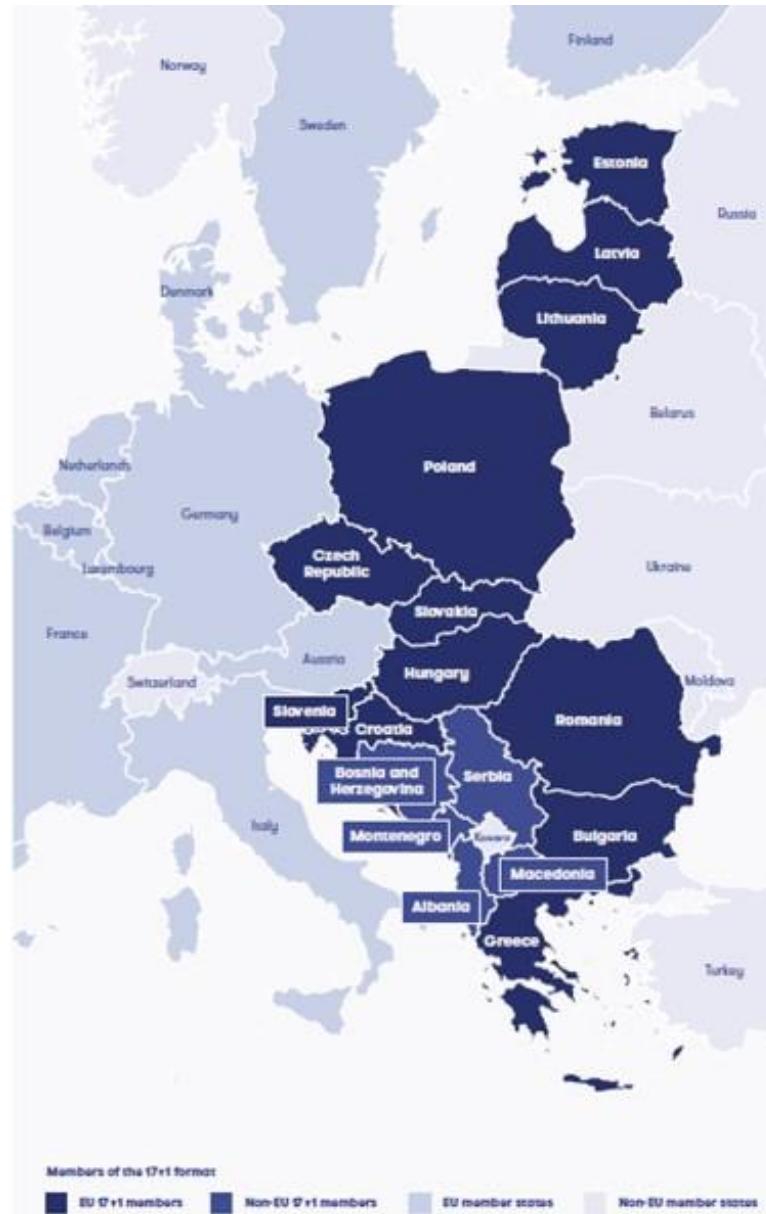 Finland
Norway
Sweden
Estonia
Russia
Latvia
Denmark
Lithuania
Belarus
Netherlands
Poland
Germany
Belgium
Czech
Republic
Luxembourg
Ukraine
Slovakia
France
Austria
Hungary
Switzerland
Moldova
Slovenia
Romania
Croatia
Bosnia and
Herzegovina
Serbia
Italy
Montenegro
Kosovo
Bulgaria
Macedonia
Albania
Greece
Turkey
Members of the 17+1 format
EU 17+1 members
Non-EU 17+1 members
EU member states
Non-EU member states